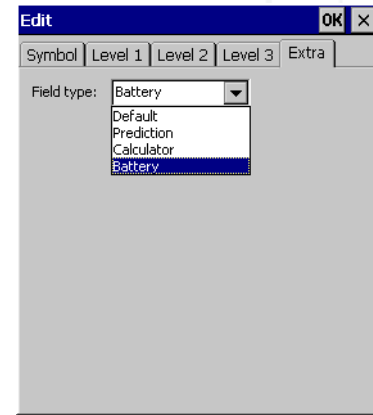 Edit OK ×
Symbol Level 1 Level 2 Level 3 Extra
Field type: Battery
Default
Prediction
Calculator
Battery